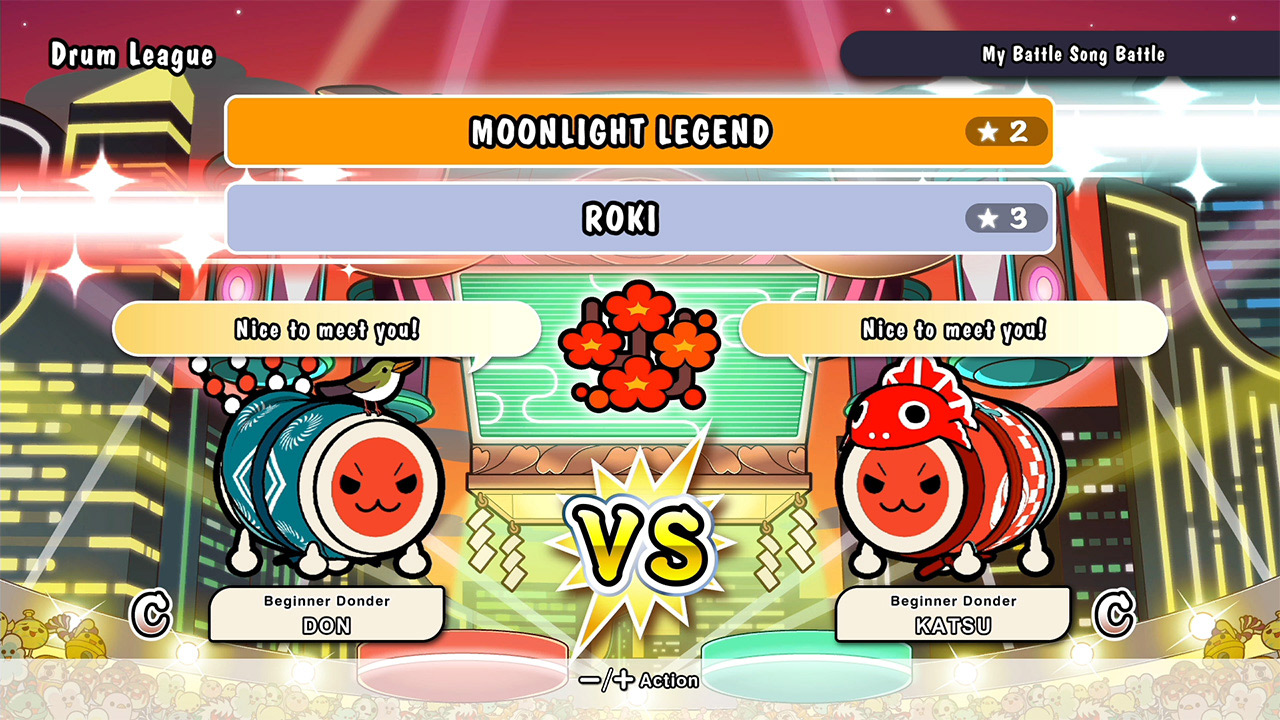 Drum League
My Battle Song Battle
MOONLIGHT LEGEND
★ 2
ROKI
★ 3
Nice to meet you!
Nice to meet you!
VS
C
Beginner Donder
DON
Beginner Donder
KATSU
C
−/+ Action